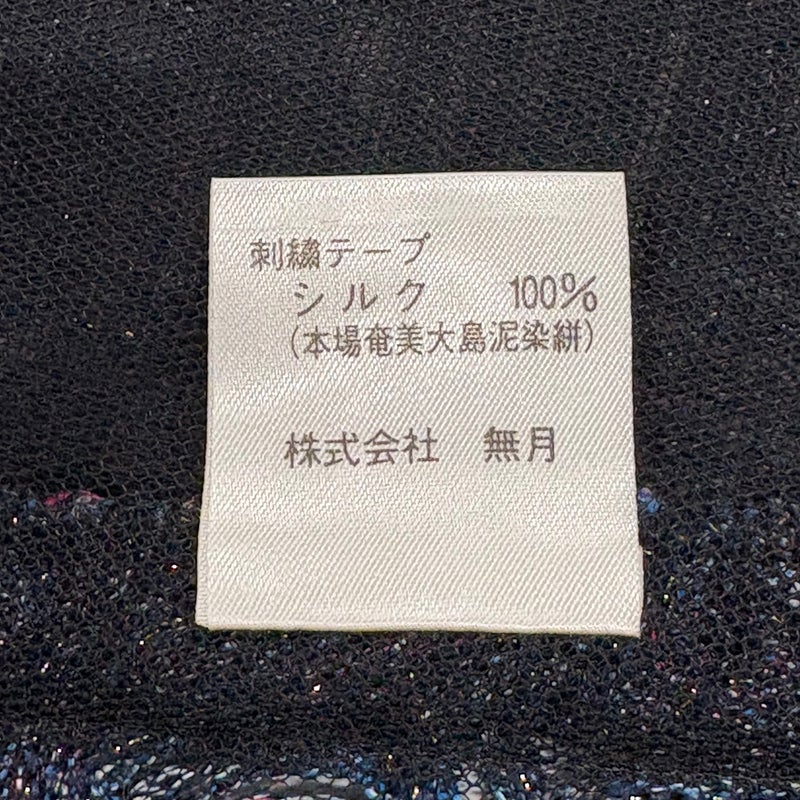 刺繍テープ
シルク 100%
(本場奄美大島泥染絣)
株式会社 無月